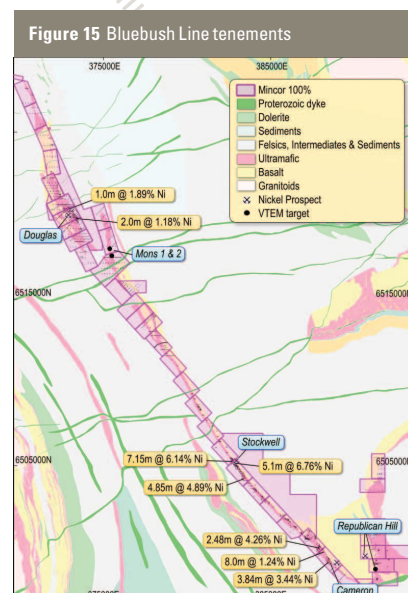 Figure 15 Bluebush Line tenements
375000E 385000E
Mincor 100%
Proterozoic dyke
Dolerite
Sediments
Felsics, Intermediates & Sediments
Ultramafic
Basalt
Granitoids
Nickel Prospect
VTEM target
1.0m @ 1.89% Ni
2.0m @ 1.18% Ni
Douglas
Mons 1 & 2
6515000N 6515000N
Stockwell
7.15m @ 6.14% Ni
5.1m @ 6.76% Ni
6505000N 6505000N
4.85m @ 4.89% Ni
Republican Hill
2.48m @ 4.26% Ni
8.0m @ 1.24% Ni
3.84m @ 3.44% Ni
Cameron